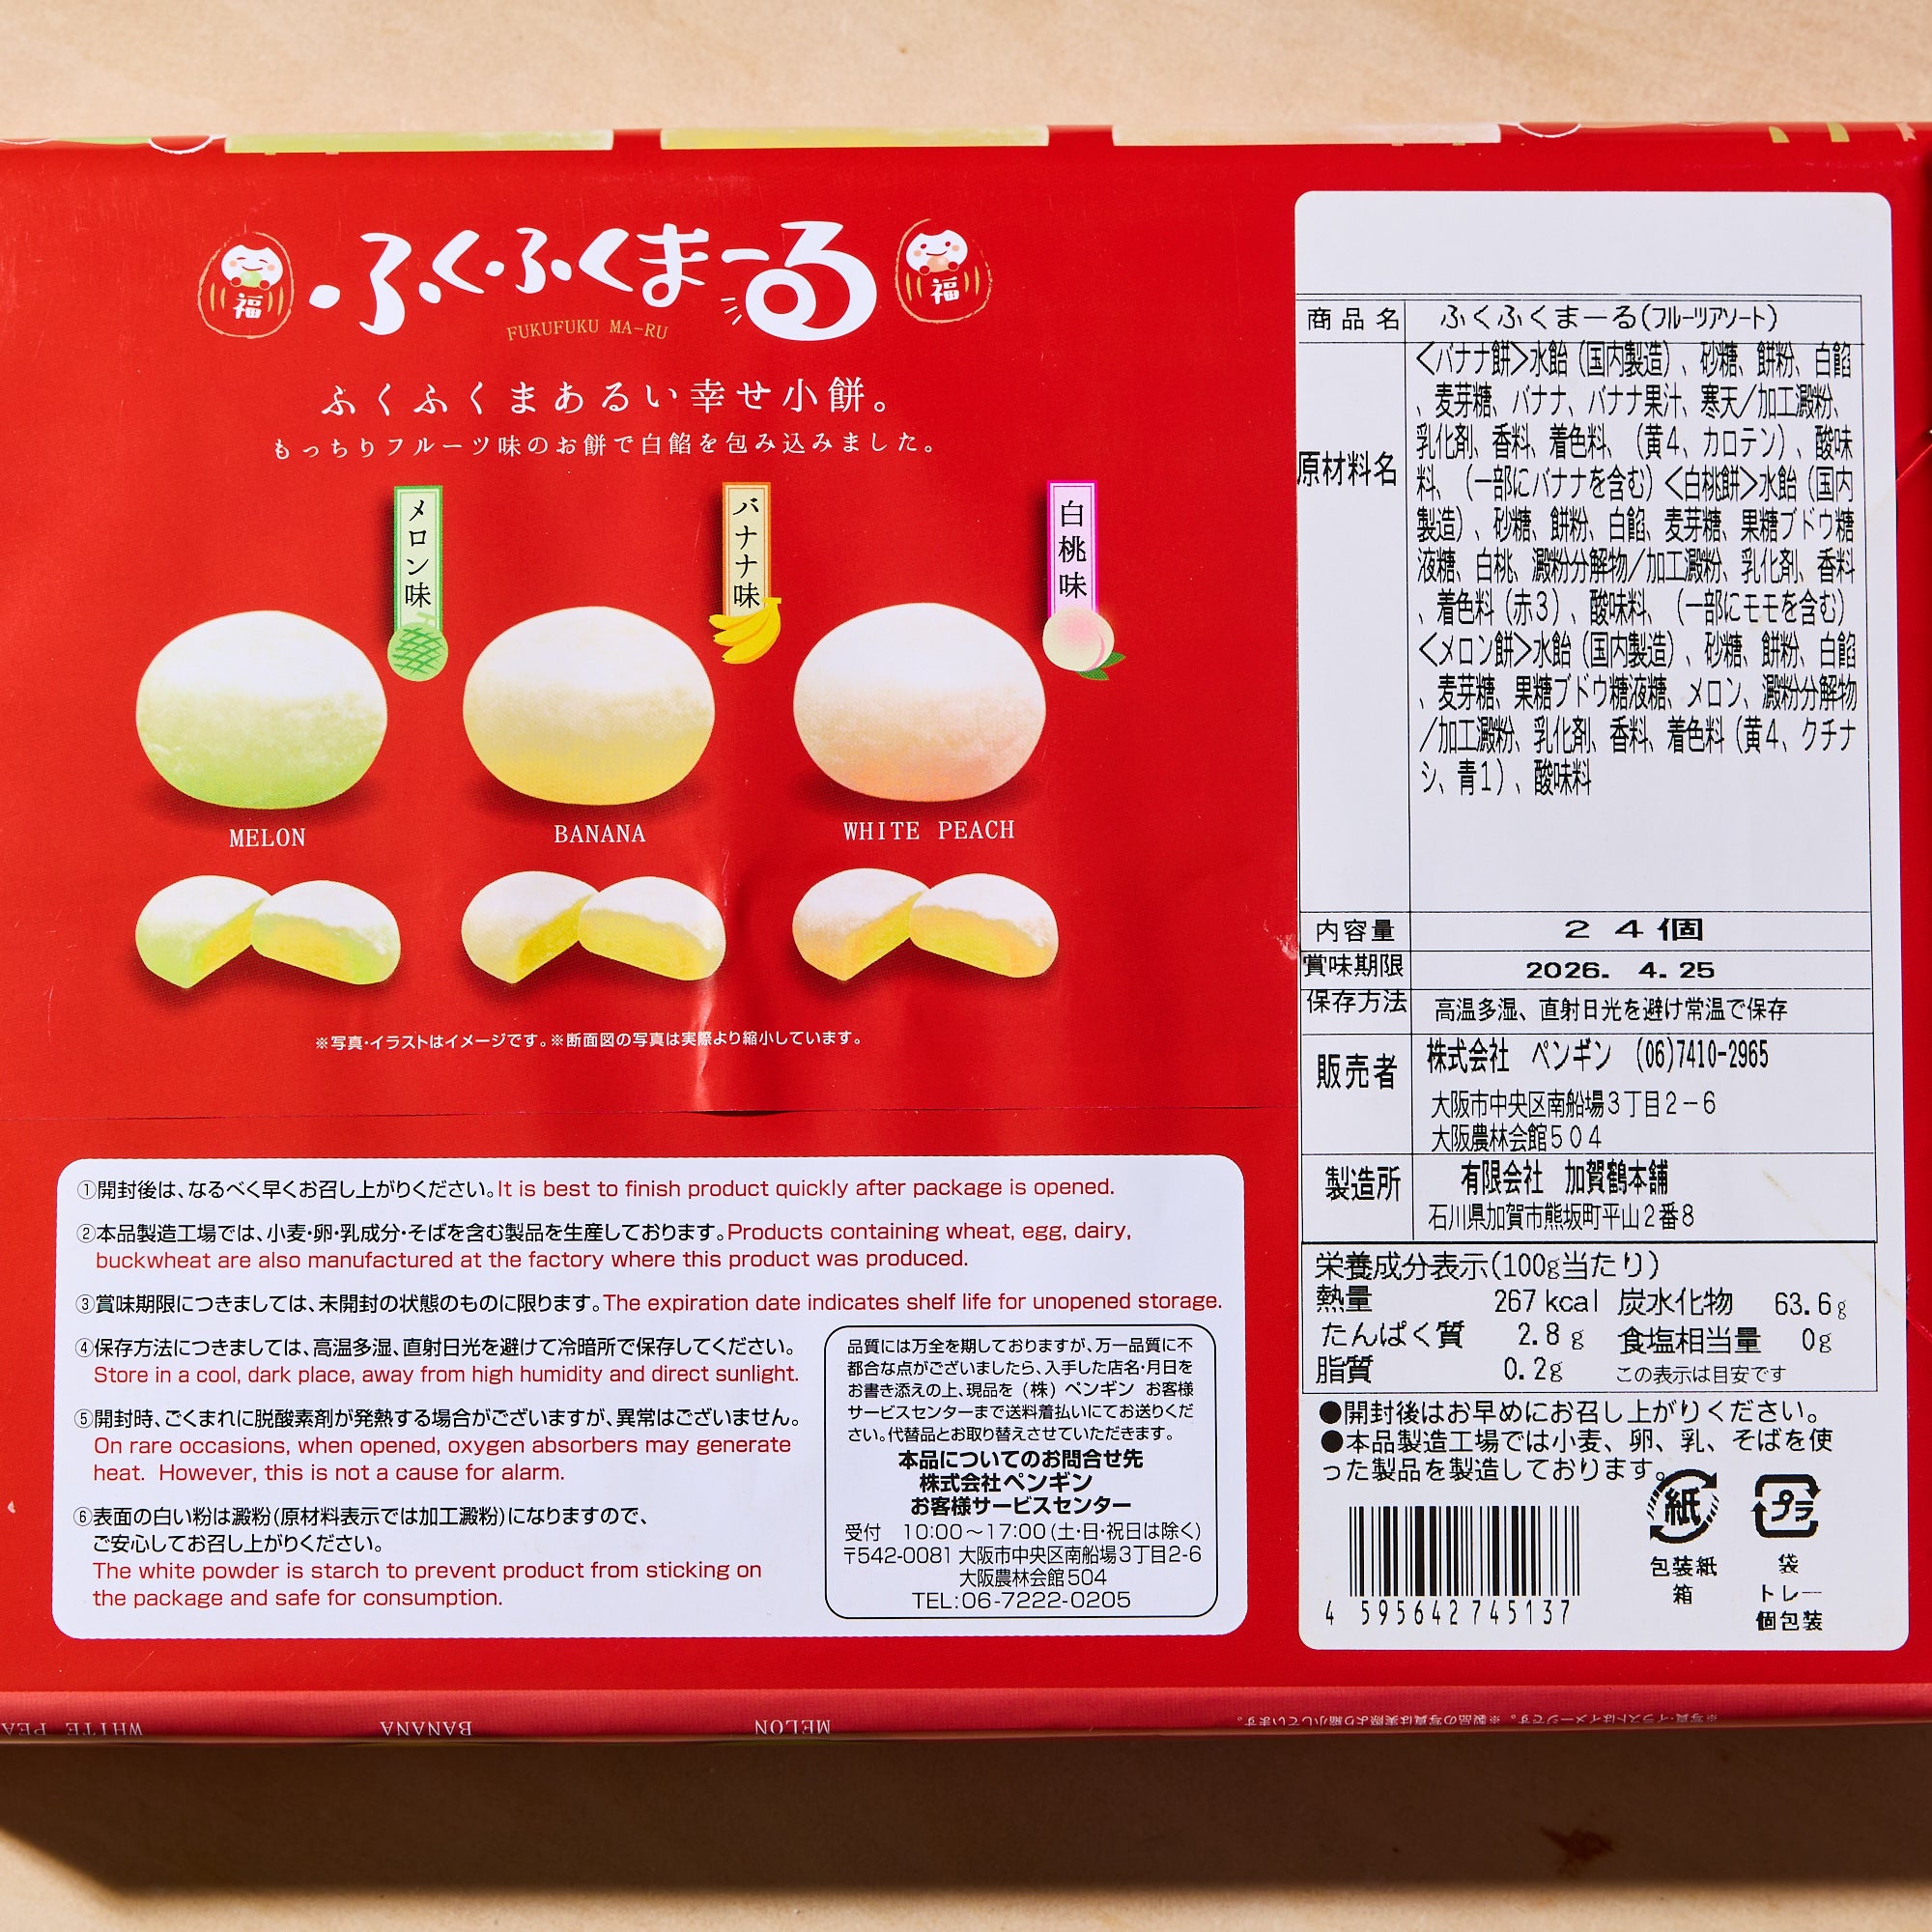 福
ふくふくまーる
福
FUKUFUKU MA-RU
ふくふくまあるい幸せ小餅。
もっちりフルーツ味のお餅で白餡を包み込みました。
メロン味
バナナ味
白桃味
MELON
BANANA
WHITE PEACH
※写真・イラストはイメージです。※断面図の写真は実際より縮小しています。
①開封後は、なるべく早くお召し上がりください。It is best to finish product quickly after package is opened.
②本品製造工場では、小麦・卵・乳成分・そばを含む製品を生産しております。Products containing wheat, egg, dairy,
buckwheat are also manufactured at the factory where this product was produced.
③賞味期限につきましては、未開封の状態のものに限ります。The expiration date indicates shelf life for unopened storage.
④保存方法につきましては、高温多湿、直射日光を避けて冷暗所で保存してください。
Store in a cool, dark place, away from high humidity and direct sunlight.
⑤開封時、ごくまれに脱酸素剤が発熱する場合がございますが、異常はございません。
On rare occasions, when opened, oxygen absorbers may generate
heat. However, this is not a cause for alarm.
⑥表面の白い粉は澱粉(原材料表示では加工澱粉)になりますので、
ご安心してお召し上がりください。
The white powder is starch to prevent product from sticking on
the package and safe for consumption.
品質には万全を期しておりますが、万一品質に不
都合な点がございましたら、入手した店名・月日を
お書き添えの上、現品を(株)ペンギン お客様
サービスセンターまで送料着払いにてお送りくだ
さい。代替品とお取り替えさせていただきます。
本品についてのお問合せ先
株式会社ペンギン
お客様サービスセンター
受付 10:00〜17:00(土・日・祝日は除く)
〒542-0081 大阪市中央区南船場3丁目2-6
大阪農林会館504
TEL:06-7222-0205
商品名 ふくふくまーる(フルーツアソート)
原材料名
<バナナ餅>水飴(国内製造)、砂糖、餅粉、白餡
、麦芽糖、バナナ、バナナ果汁、寒天/加工澱粉、
乳化剤、香料、着色料、(黄4、カロテン)、酸味
料、(一部にバナナを含む)<白桃餅>水飴(国内
製造)、砂糖、餅粉、白餡、麦芽糖、果糖ブドウ糖
液糖、白桃、澱粉分解物/加工澱粉、乳化剤、香料
、着色料(赤3)、酸味料、(一部にモモを含む)
<メロン餅>水飴(国内製造)、砂糖、餅粉、白餡
、麦芽糖、果糖ブドウ糖液糖、メロン、澱粉分解物
/加工澱粉、乳化剤、香料、着色料(黄4、クチナ
シ、青1)、酸味料
内容量 24個
賞味期限 2026. 4. 25
保存方法 高温多湿、直射日光を避け常温で保存
販売者 株式会社 ペンギン (06)7410-2965
大阪市中央区南船場3丁目2-6
大阪農林会館504
製造所 有限会社 加賀鶴本舗
石川県加賀市熊坂町平山2番8
栄養成分表示(100g当たり)
熱量 267 kcal 炭水化物 63.6g
たんぱく質 2.8g 食塩相当量 0g
脂質 0.2g この表示は目安です
●開封後はお早めにお召し上がりください。
●本品製造工場では小麦、卵、乳、そばを使
った製品を製造しております。
紙 プラ
包装紙 袋
箱 トレー
個包装
4 595642 745137
WHITE PEA BANANA MELON
※写真・イラストはイメージです。※製品の写真は実際より縮小しています。